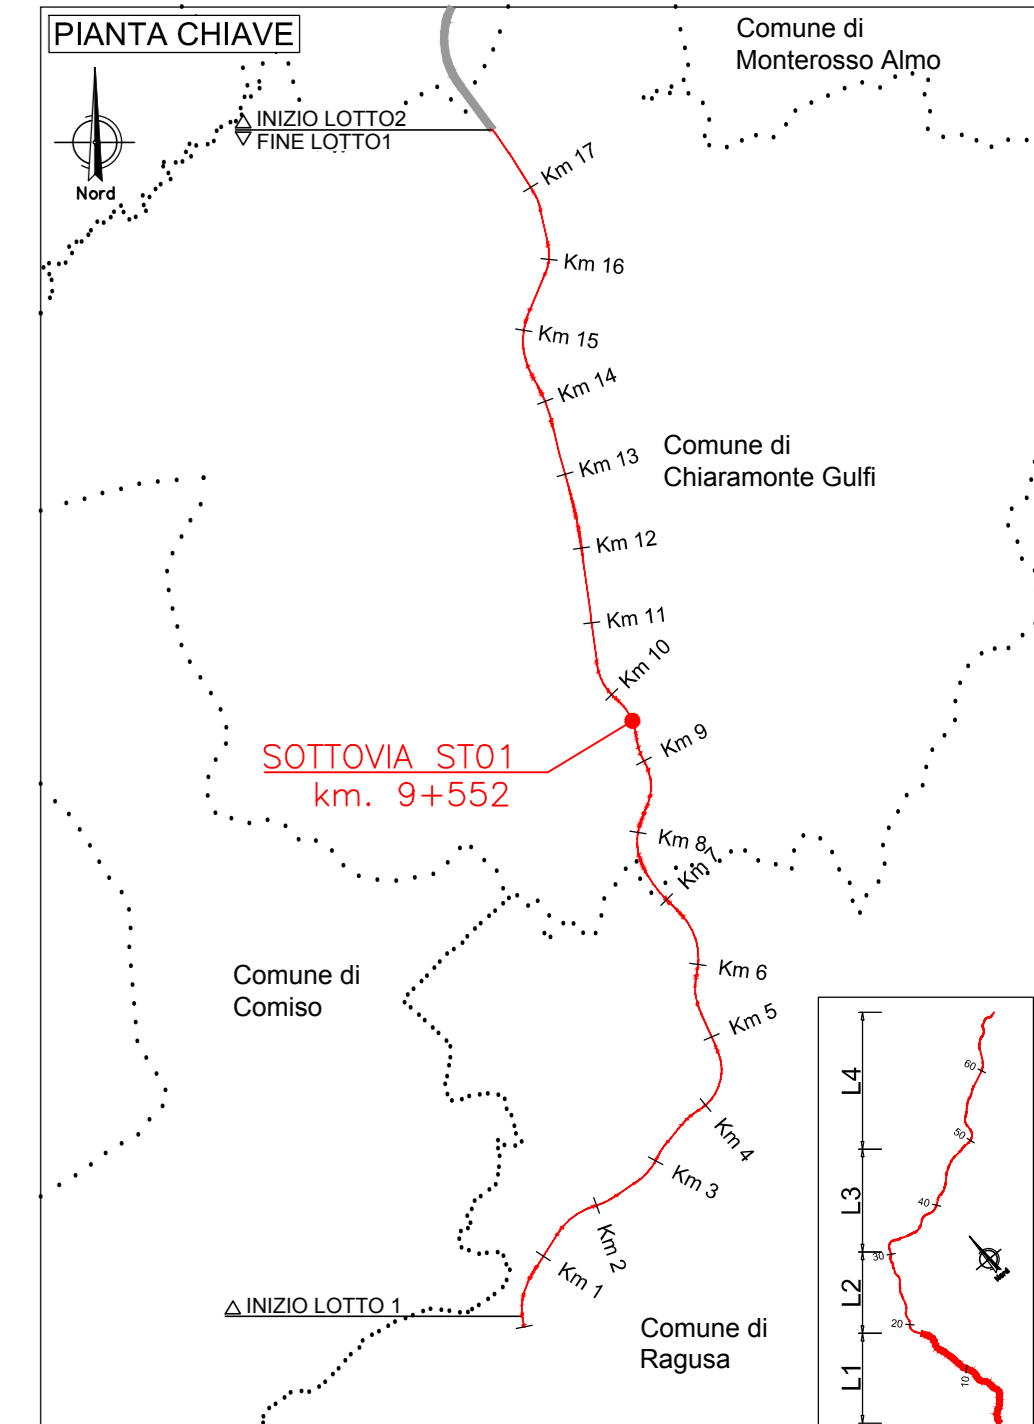 PIANTA CHIAVE
Comune di
Monterosso Almo
Nord
INIZIO LOTTO2
FINE LOTTO1
Km 17
Km 16
Km 15
Km 14
Comune di
Chiaramonte Gulfi
Km 13
Km 12
Km 11
Km 10
SOTTOVIA ST01
km. 9+552
Km 9
Km 8
Km 7
Comune di
Comiso
Km 6
Km 5
Km 4
Km 3
Km 2
Km 1
INIZIO LOTTO 1
Comune di
Ragusa
L4
60
50
L3
40
30
L2
20
L1
10